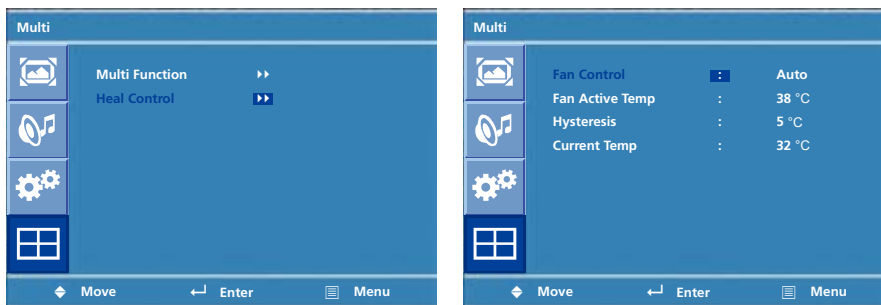 Multi
Multi Function
Heal Control
Move Enter Menu
Multi
Fan Control : Auto
Fan Active Temp : 38 °C
Hysteresis : 5 °C
Current Temp : 32 °C
Move Enter Menu